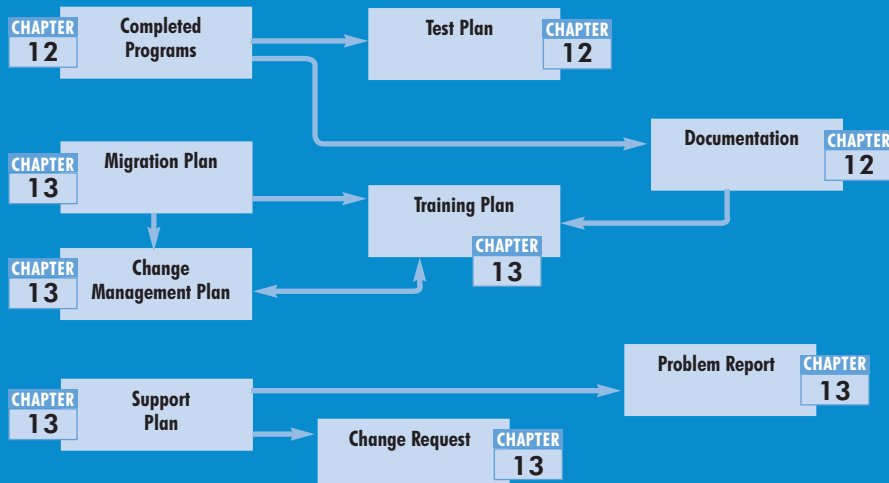 CHAPTER
12
Completed
Programs
Test Plan
CHAPTER
12
Documentation
CHAPTER
12
CHAPTER
13
Migration Plan
Training Plan
CHAPTER
13
CHAPTER
13
Change
Management Plan
Problem Report
CHAPTER
13
CHAPTER
13
Support
Plan
Change Request
CHAPTER
13